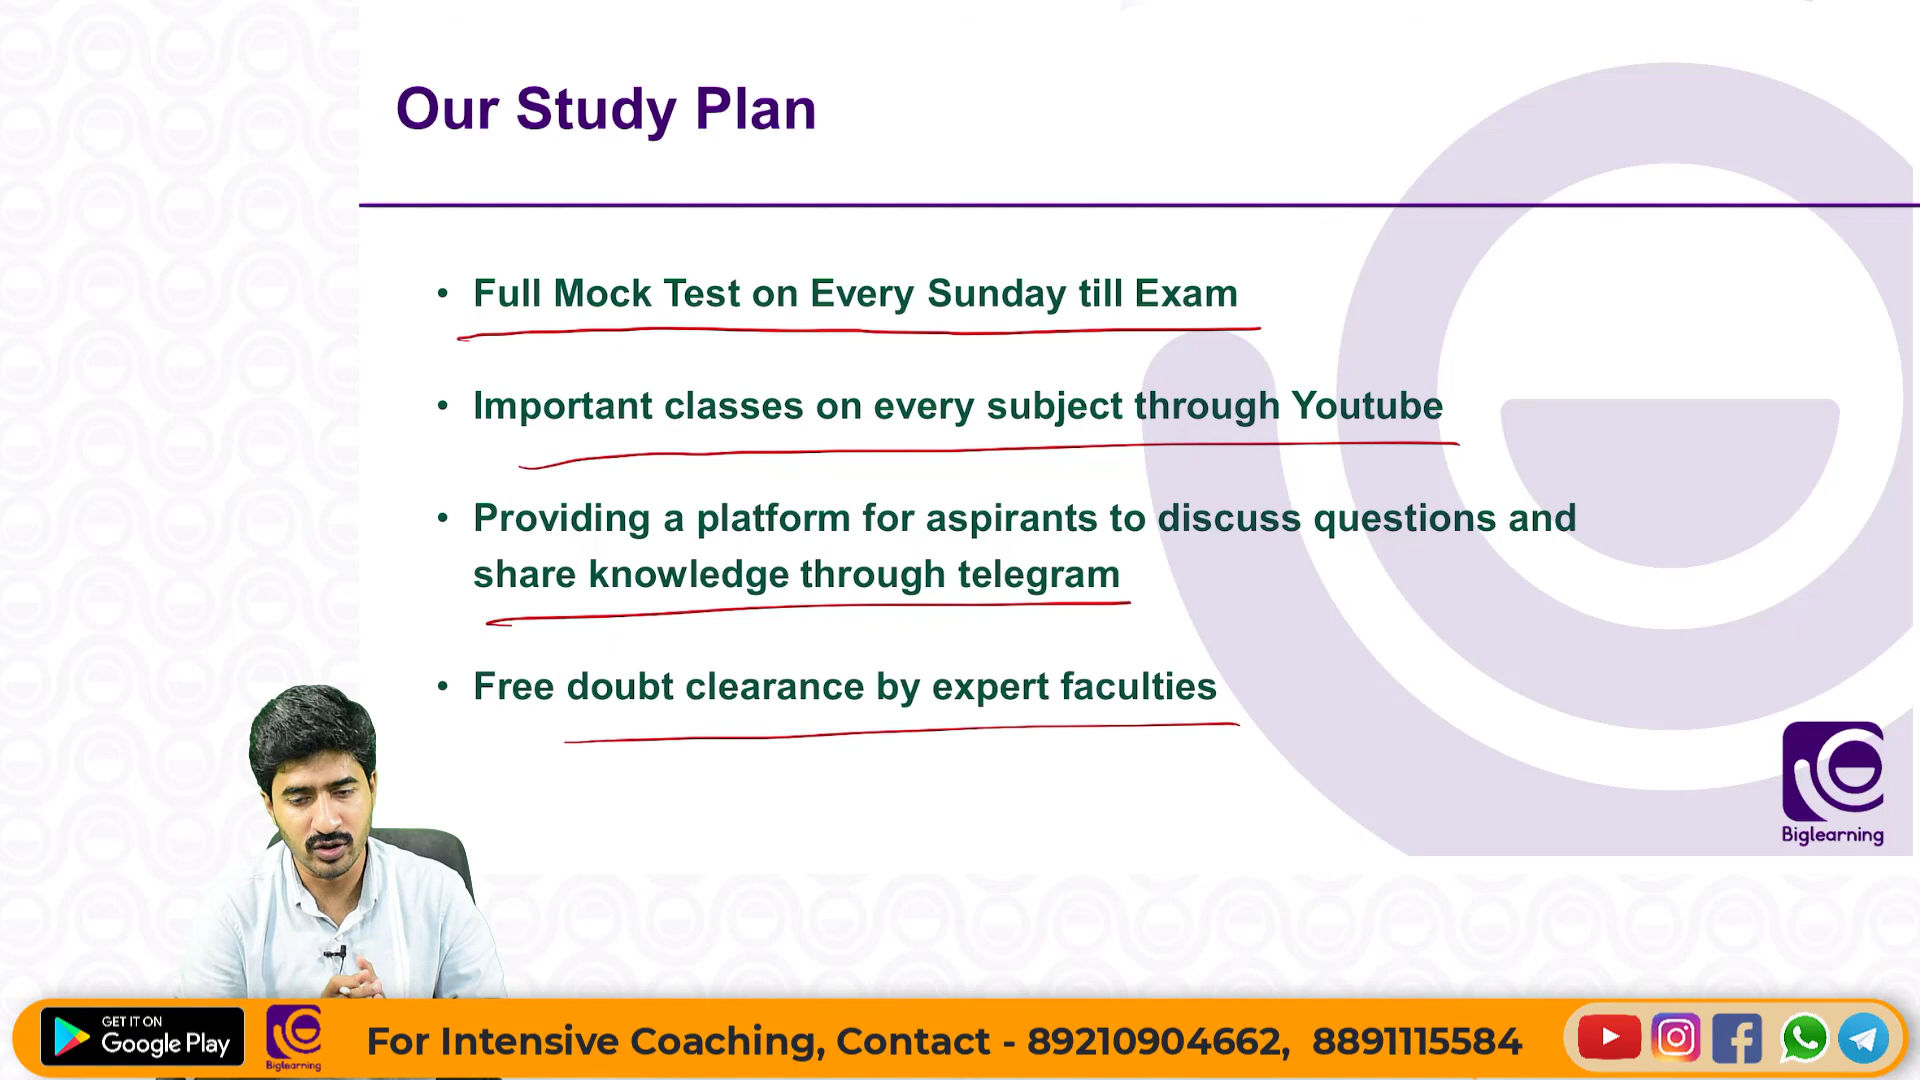 Our Study Plan
• Full Mock Test on Every Sunday till Exam
• Important classes on every subject through Youtube
• Providing a platform for aspirants to discuss questions and
share knowledge through telegram
• Free doubt clearance by expert faculties
Biglearning
GET IT ON
Google Play
Biglearning
For Intensive Coaching, Contact - 89210904662, 8891115584